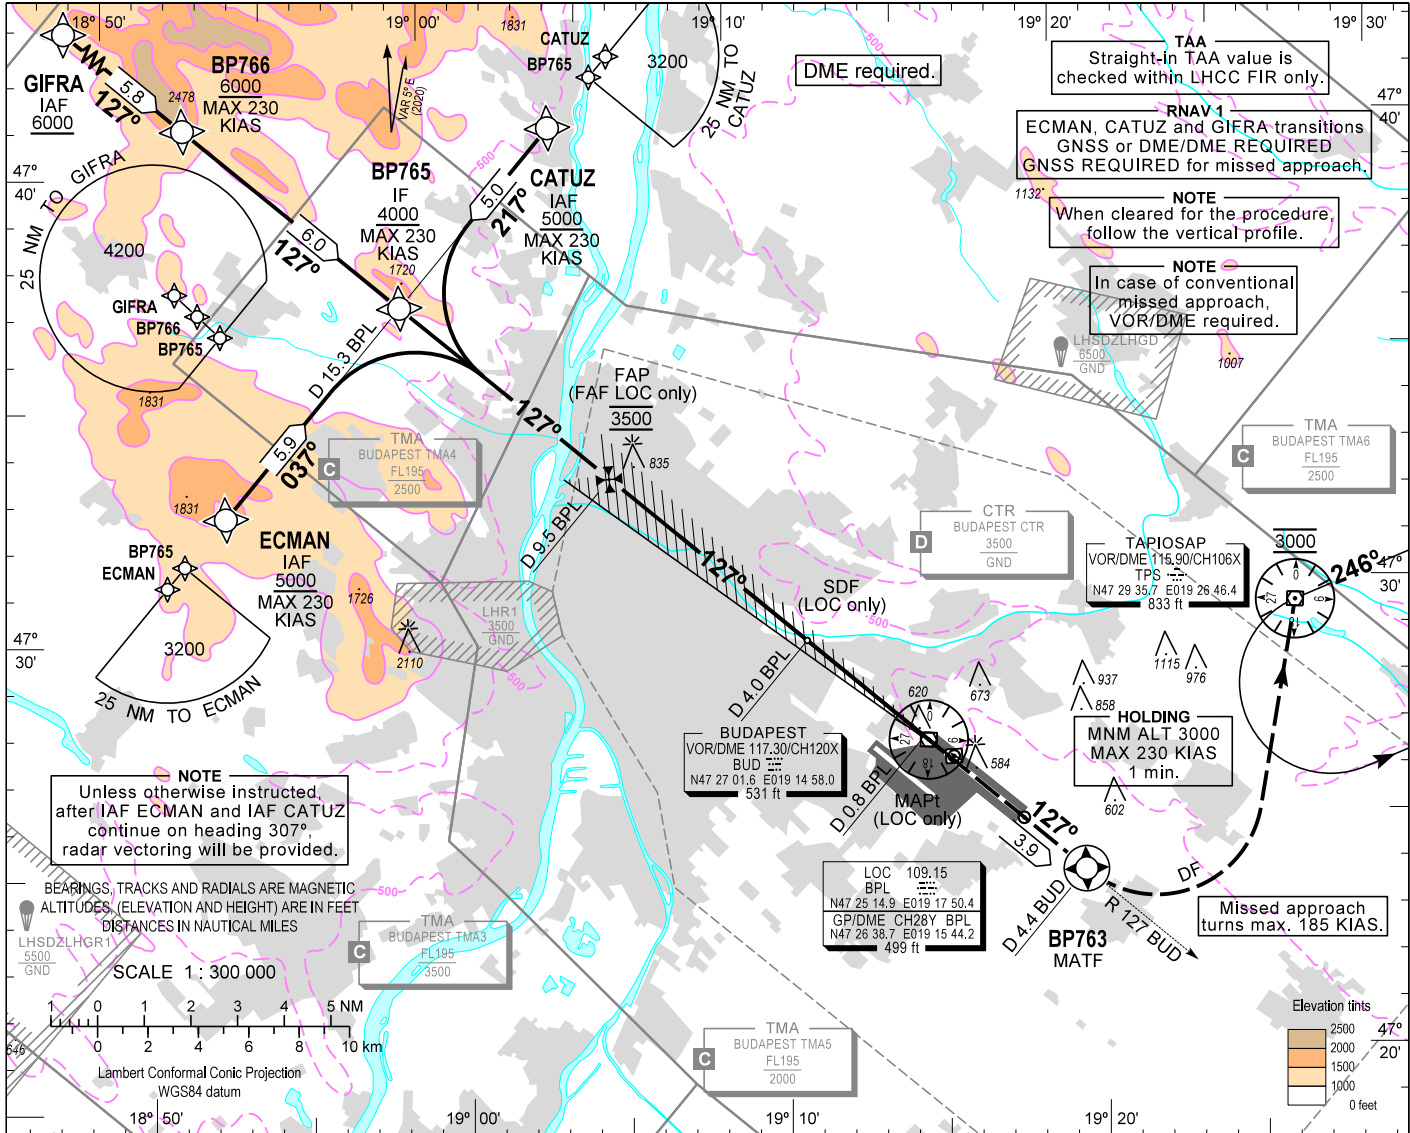 18° 50'
19° 00'
1831
19° 10'
19° 20'
19° 30'
GIFRA
IAF
6000
5.8
127°
BP766
6000
MAX 230
KIAS
2478
VAR 5° E
(2020)
CATUZ
BP765
3200
25 NM TO
CATUZ
DME required.
500
TAA
Straight-in TAA value is
checked within LHCC FIR only.
47°
40'
RNAV 1
ECMAN, CATUZ and GIFRA transitions
GNSS or DME/DME REQUIRED
GNSS REQUIRED for missed approach.
1132
NOTE
When cleared for the procedure,
follow the vertical profile.
NOTE
In case of conventional
missed approach,
VOR/DME required.
47°
40'
25 NM TO GIFRA
4200
GIFRA
BP766
BP765
6.0
127°
BP765
IF
4000
MAX 230
KIAS
1720
500
5.0
217°
CATUZ
IAF
5000
MAX 230
KIAS
D 15.3 BPL
LHSDZLHGD
6500
GND
1007
1831
5.9
037°
127°
FAP
(FAF LOC only)
3500
835
TMA
BUDAPEST TMA4
FL195
2500
C
TMA
BUDAPEST TMA6
FL195
2500
C
1831
ECMAN
IAF
5000
MAX 230
KIAS
BP765
ECMAN
3200
25 NM TO ECMAN
D 9.5 BPL
127°
CTR
BUDAPEST CTR
3500
GND
D
SDF
(LOC only)
500
TAPIOSAP
VOR/DME 115.90/CH106X
TPS
N47 29 35.7 E019 26 46.4
833 ft
3000
246°
0
9
18
27
47°
30'
47°
30'
1726
2110
LHR1
3500
GND
500
D 4.0 BPL
620
673
1115
976
937
858
HOLDING
MNM ALT 3000
MAX 230 KIAS
1 min.
BUDAPEST
VOR/DME 117.30/CH120X
BUD
N47 27 01.6 E019 14 58.0
531 ft
0
9
18
27
584
602
D 0.8 BPL
MAPt
(LOC only)
127°
3.9
NOTE
Unless otherwise instructed,
after IAF ECMAN and IAF CATUZ
continue on heading 307°,
radar vectoring will be provided.
LOC 109.15
BPL
N47 25 14.9 E019 17 50.4
GP/DME CH28Y BPL
N47 26 38.7 E019 15 44.2
499 ft
D 4.4 BUD
BP763
MATF
R 127 BUD
DF
Missed approach
turns max. 185 KIAS.
BEARINGS, TRACKS AND RADIALS ARE MAGNETIC
ALTITUDES, (ELEVATION AND HEIGHT) ARE IN FEET
DISTANCES IN NAUTICAL MILES
500
LHSDZLHGR1
5500
GND
TMA
BUDAPEST TMA3
FL195
3500
C
SCALE 1 : 300 000
1 0 1 2 3 4 5 NM
0 2 4 6 8 10 km
646
Lambert Conformal Conic Projection
WGS84 datum
TMA
BUDAPEST TMA5
FL195
2000
C
Elevation tints
2500
2000
1500
1000
0 feet
47°
20'
18° 50'
19° 00'
19° 10'
19° 20'